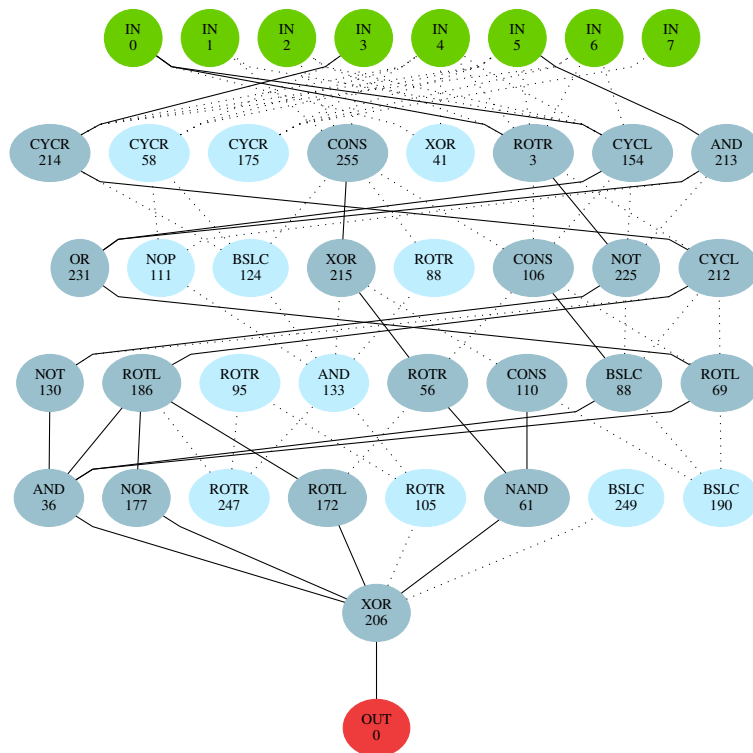 IN
0
IN
1
IN
2
IN
3
IN
4
IN
5
IN
6
IN
7
CYCR
214
CYCR
58
CYCR
175
CONS
255
XOR
41
ROTR
3
CYCL
154
AND
213
OR
231
NOP
111
BSLC
124
XOR
215
ROTR
88
CONS
106
NOT
225
CYCL
212
NOT
130
ROTL
186
ROTR
95
AND
133
ROTR
56
CONS
110
BSLC
88
ROTL
69
AND
36
NOR
177
ROTR
247
ROTL
172
ROTR
105
NAND
61
BSLC
249
BSLC
190
XOR
206
OUT
0